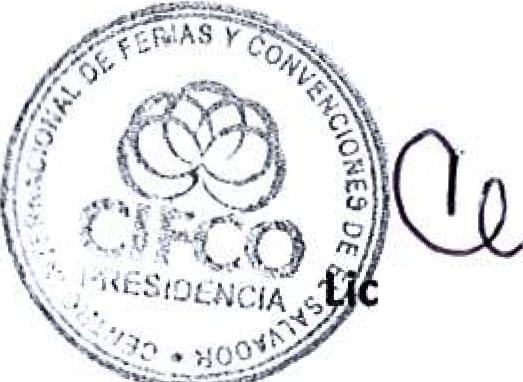 CENTRO INTERNACIONAL DE FERIAS Y CONVENCIONES DE EL SALVADOR *
CIFCO
PRESIDENCIA
Lic